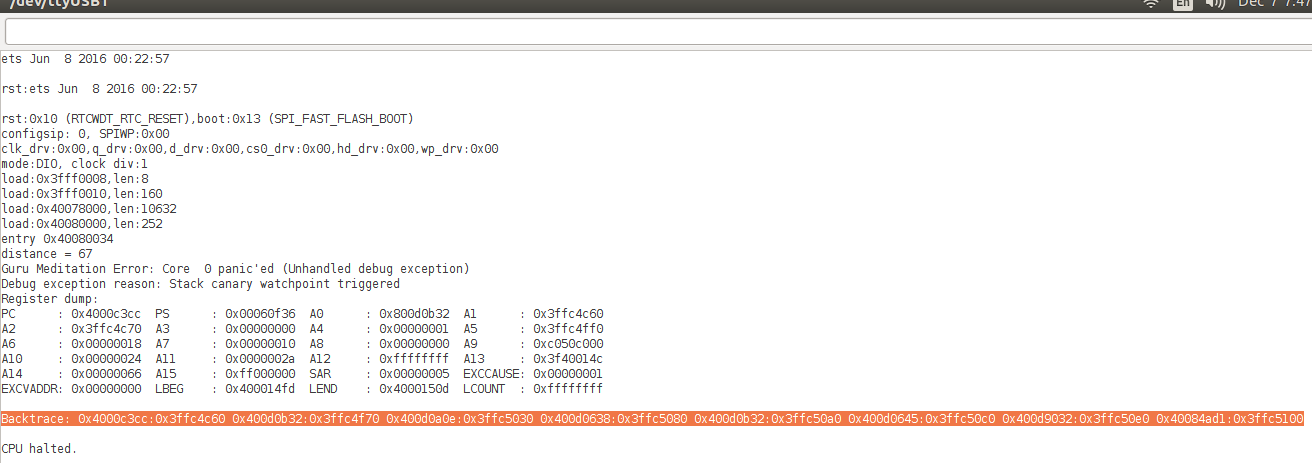 /dev/ttyUSB1
En
Dec 7 7:47
ets Jun  8 2016 00:22:57
rst:ets Jun  8 2016 00:22:57
rst:0x10 (RTCWDT_RTC_RESET),boot:0x13 (SPI_FAST_FLASH_BOOT)
configsip: 0, SPIWP:0x00
clk_drv:0x00,q_drv:0x00,d_drv:0x00,cs0_drv:0x00,hd_drv:0x00,wp_drv:0x00
mode:DIO, clock div:1
load:0x3fff0008,len:8
load:0x3fff0010,len:160
load:0x40078000,len:10632
load:0x40080000,len:252
entry 0x40080034
distance = 67
Guru Meditation Error: Core  0 panic'ed (Unhandled debug exception)
Debug exception reason: Stack canary watchpoint triggered
Register dump:
PC      : 0x4000c3cc  PS      : 0x00060f36  A0      : 0x800d0b32  A1      : 0x3ffc4c60
A2      : 0x3ffc4c70  A3      : 0x00000000  A4      : 0x00000001  A5      : 0x3ffc4ff0
A6      : 0x00000018  A7      : 0x00000010  A8      : 0x00000000  A9      : 0xc050c000
A10     : 0x00000024  A11     : 0x0000002a  A12     : 0xffffffff  A13     : 0x3f40014c
A14     : 0x00000066  A15     : 0xff000000  SAR     : 0x00000005  EXCCAUSE: 0x00000001
EXCVADDR: 0x00000000  LBEG    : 0x400014fd  LEND    : 0x4000150d  LCOUNT  : 0xffffffff
Backtrace: 0x4000c3cc:0x3ffc4c60 0x400d0b32:0x3ffc4f70 0x400d0a0e:0x3ffc5030 0x400d0638:0x3ffc5080 0x400d0b32:0x3ffc50a0 0x400d0645:0x3ffc50c0 0x400d9032:0x3ffc50e0 0x40084ad1:0x3ffc5100
CPU halted.